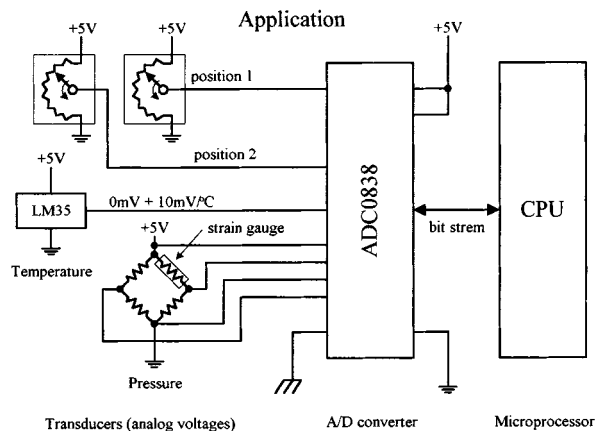 Application
+5V
+5V
+5V
position 1
position 2
+5V
LM35
0mV + 10mV/ºC
+5V
strain gauge
Temperature
Pressure
ADC0838
bit strem
CPU
Transducers (analog voltages)
A/D converter
Microprocessor